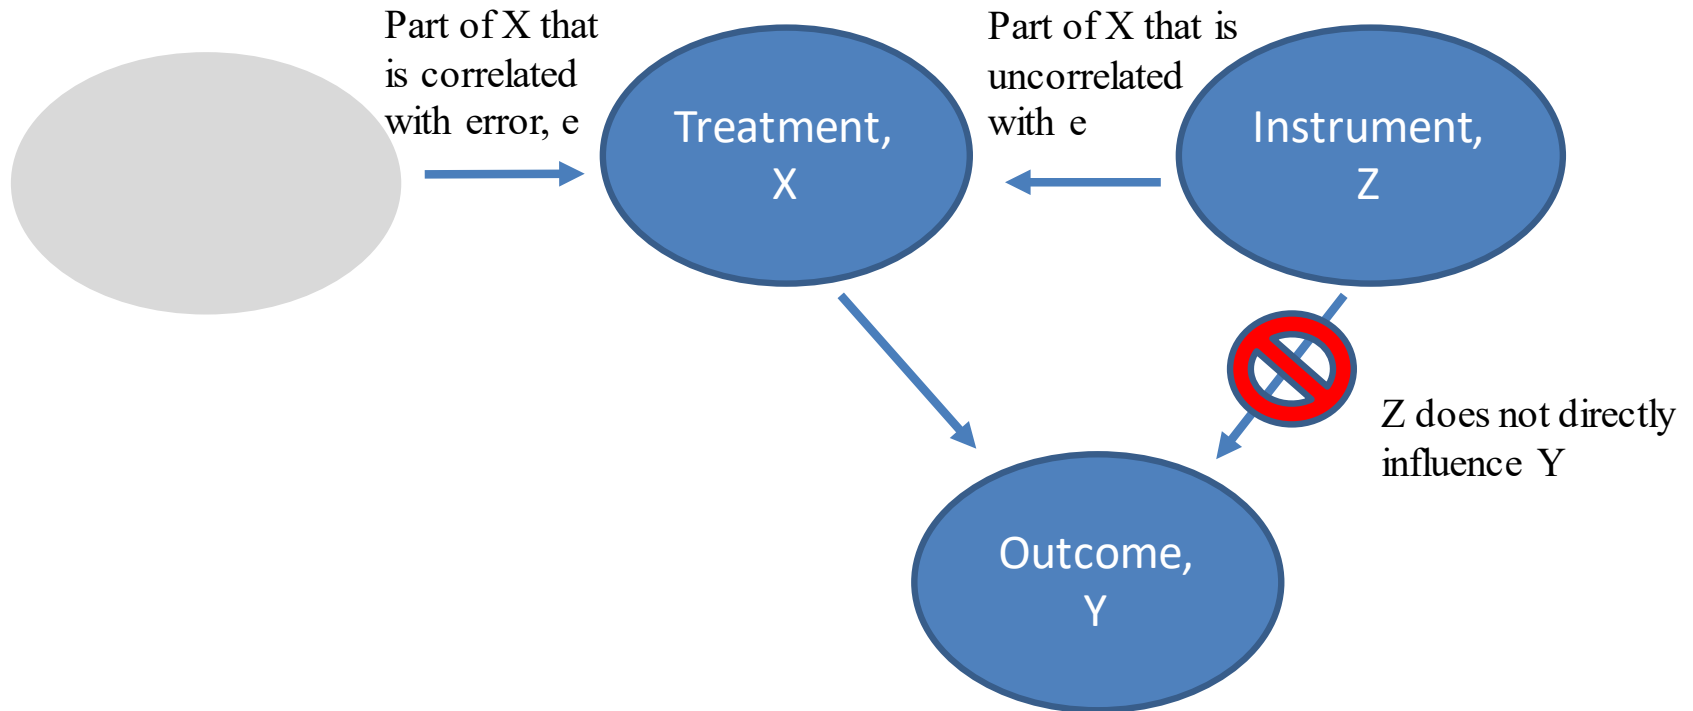 Part of X that
is correlated
with error, e
Treatment,
X
Part of X that is
uncorrelated
with e
Instrument,
Z
Z does not directly
influence Y
Outcome,
Y